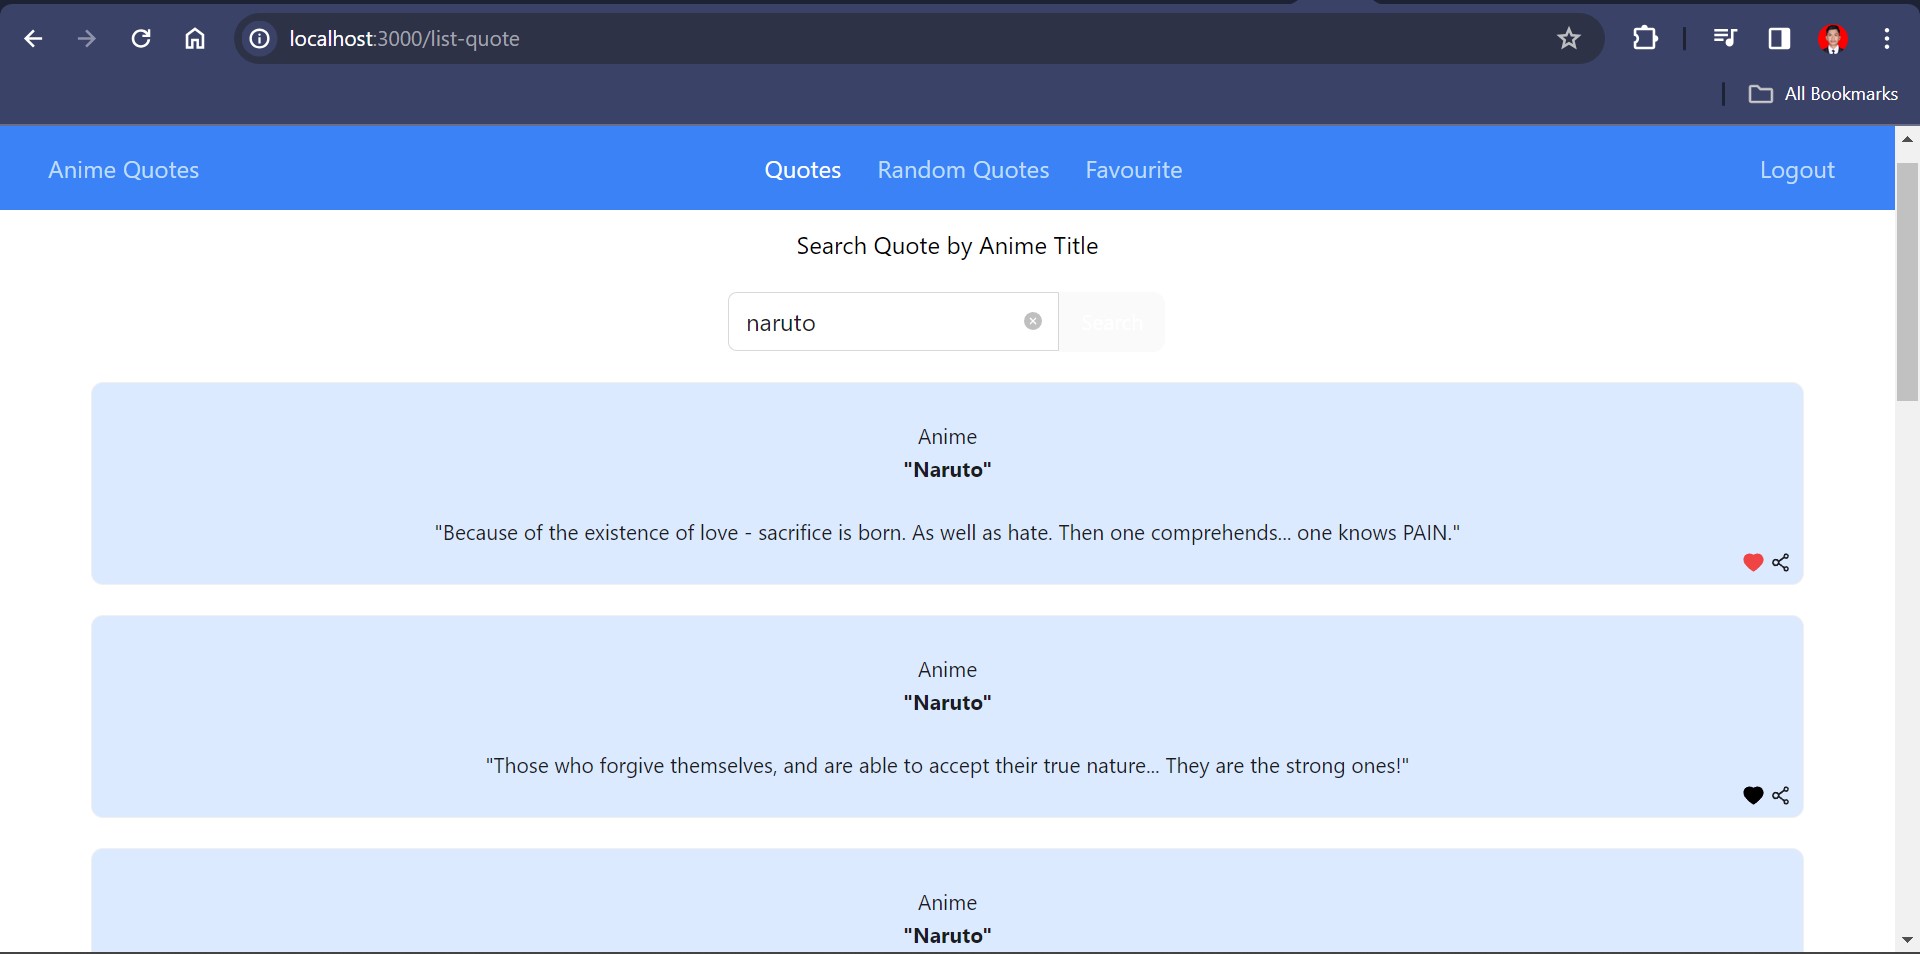 localhost:3000/list-quote
All Bookmarks
Anime Quotes Quotes Random Quotes Favourite Logout
Search Quote by Anime Title
naruto Search
Anime
"Naruto"
"Because of the existence of love - sacrifice is born. As well as hate. Then one comprehends... one knows PAIN."
Anime
"Naruto"
"Those who forgive themselves, and are able to accept their true nature... They are the strong ones!"
Anime
"Naruto"